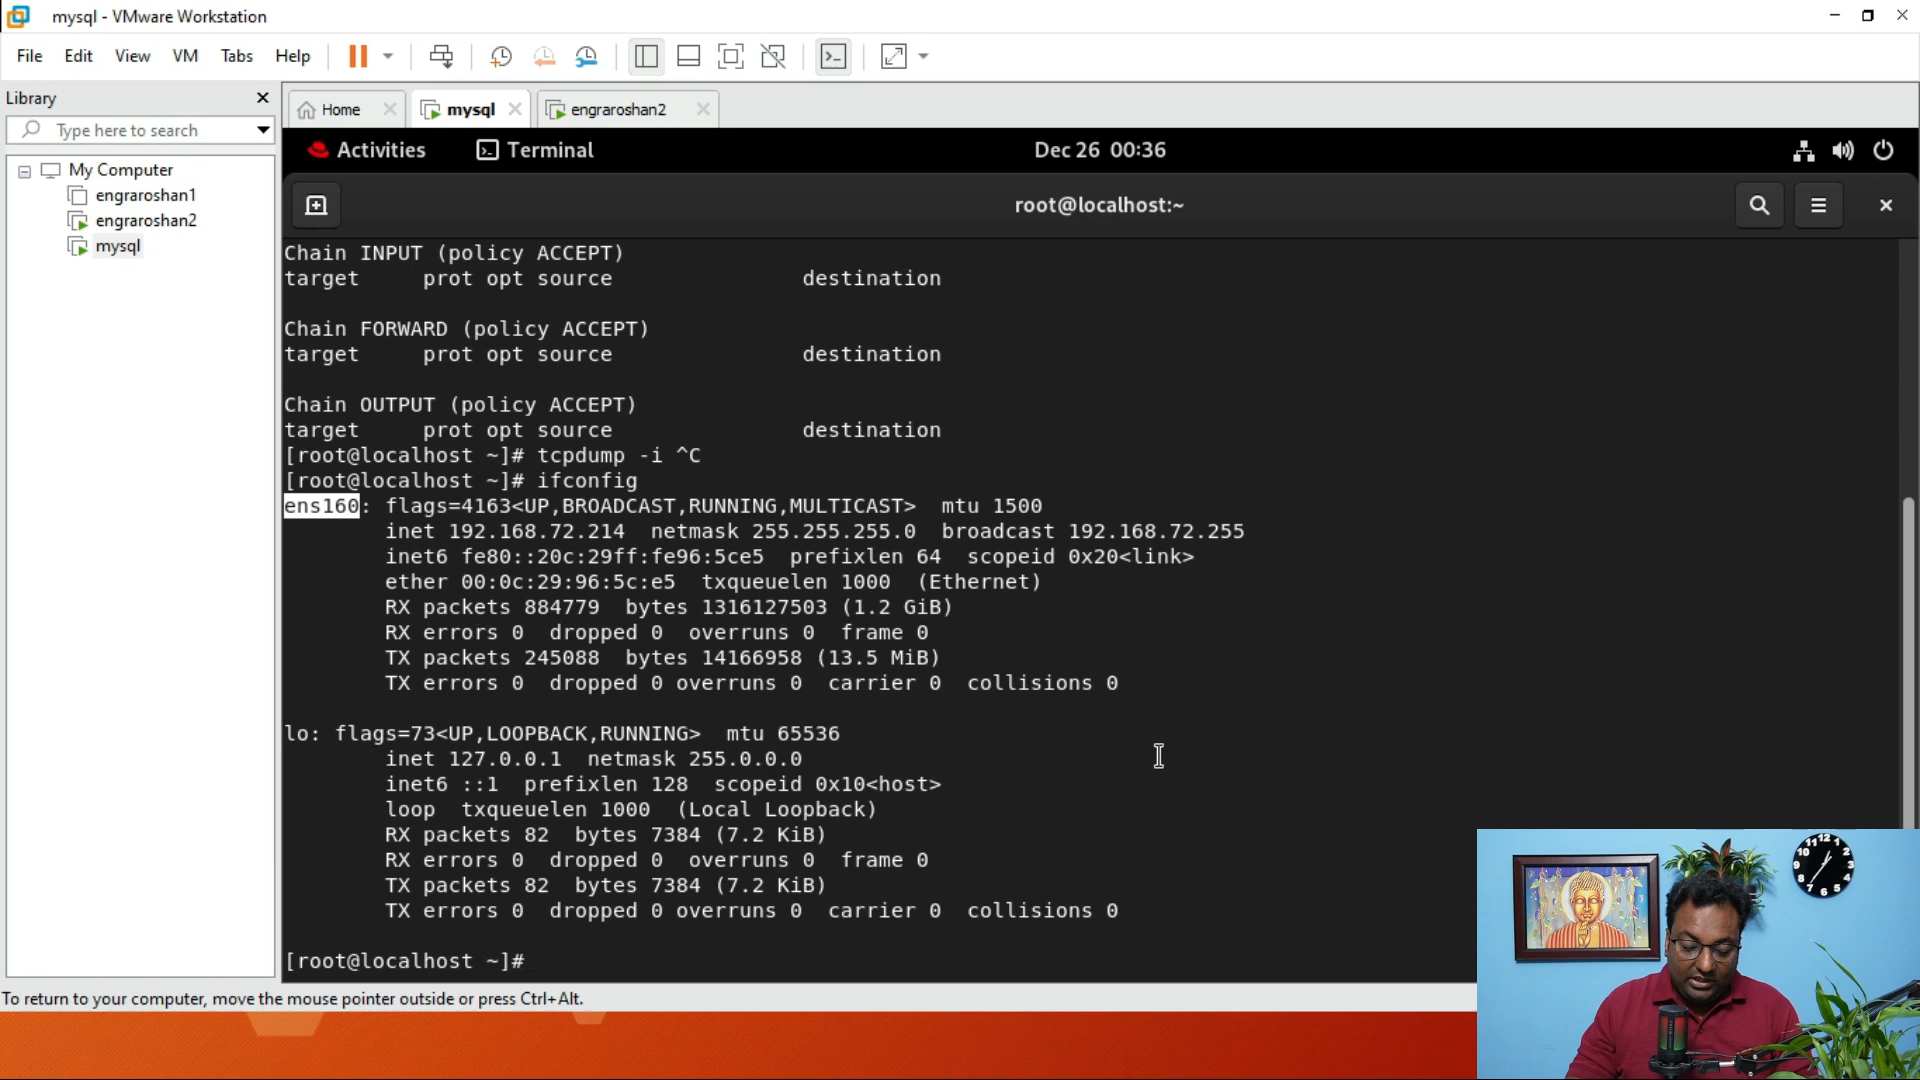 mysql - VMware Workstation
File Edit View VM Tabs Help
Library
Type here to search
My Computer
engraroshan1
engraroshan2
mysql
Home mysql engraroshan2
Activities Terminal Dec 26 00:36
root@localhost:~
Chain INPUT (policy ACCEPT)
target     prot opt source               destination
Chain FORWARD (policy ACCEPT)
target     prot opt source               destination
Chain OUTPUT (policy ACCEPT)
target     prot opt source               destination
[root@localhost ~]# tcpdump -i ^C
[root@localhost ~]# ifconfig
ens160: flags=4163<UP,BROADCAST,RUNNING,MULTICAST>  mtu 1500
        inet 192.168.72.214  netmask 255.255.255.0  broadcast 192.168.72.255
        inet6 fe80::20c:29ff:fe96:5ce5  prefixlen 64  scopeid 0x20<link>
        ether 00:0c:29:96:5c:e5  txqueuelen 1000  (Ethernet)
        RX packets 884779  bytes 1316127503 (1.2 GiB)
        RX errors 0  dropped 0  overruns 0  frame 0
        TX packets 245088  bytes 14166958 (13.5 MiB)
        TX errors 0  dropped 0 overruns 0  carrier 0  collisions 0
lo: flags=73<UP,LOOPBACK,RUNNING>  mtu 65536
        inet 127.0.0.1  netmask 255.0.0.0
        inet6 ::1  prefixlen 128  scopeid 0x10<host>
        loop  txqueuelen 1000  (Local Loopback)
        RX packets 82  bytes 7384 (7.2 KiB)
        RX errors 0  dropped 0  overruns 0  frame 0
        TX packets 82  bytes 7384 (7.2 KiB)
        TX errors 0  dropped 0 overruns 0  carrier 0  collisions 0
[root@localhost ~]#
To return to your computer, move the mouse pointer outside or press Ctrl+Alt.